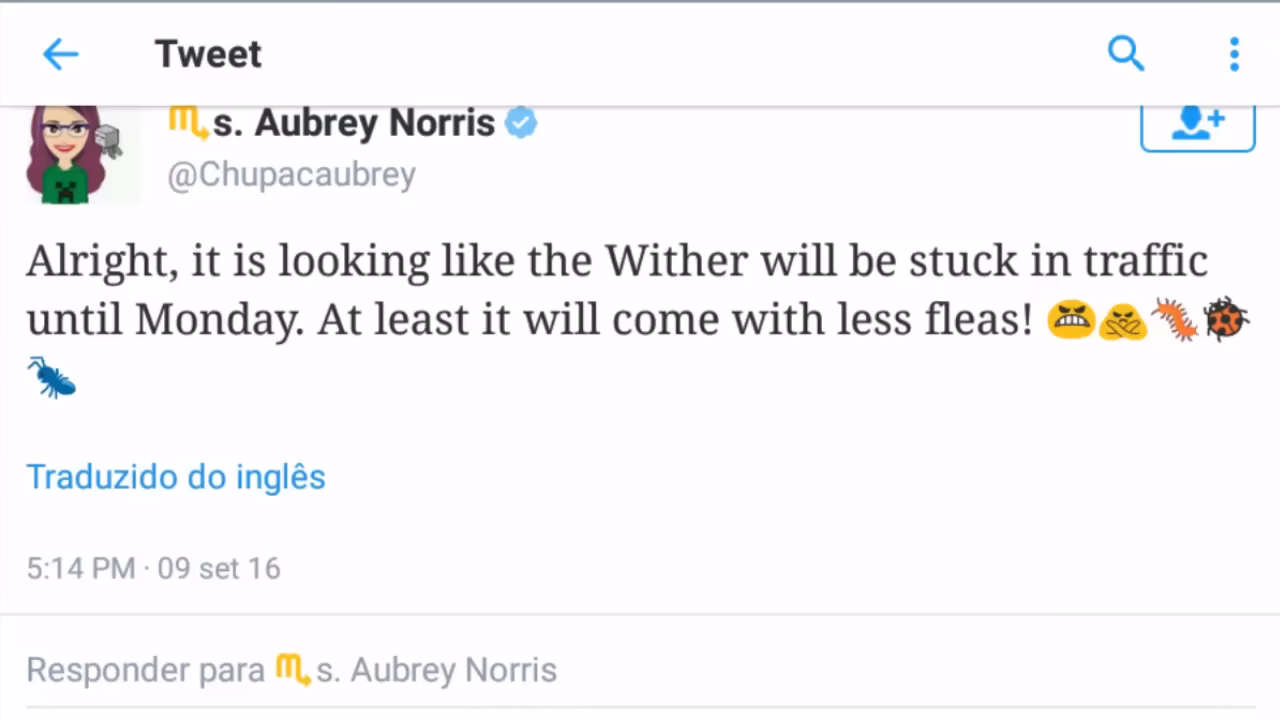 Tweet
♏s. Aubrey Norris
@Chupacaubrey
Alright, it is looking like the Wither will be stuck in traffic
until Monday. At least it will come with less fleas! 😬🙅🐛🐞
🐜
Traduzido do inglês
5:14 PM · 09 set 16
Responder para ♏s. Aubrey Norris